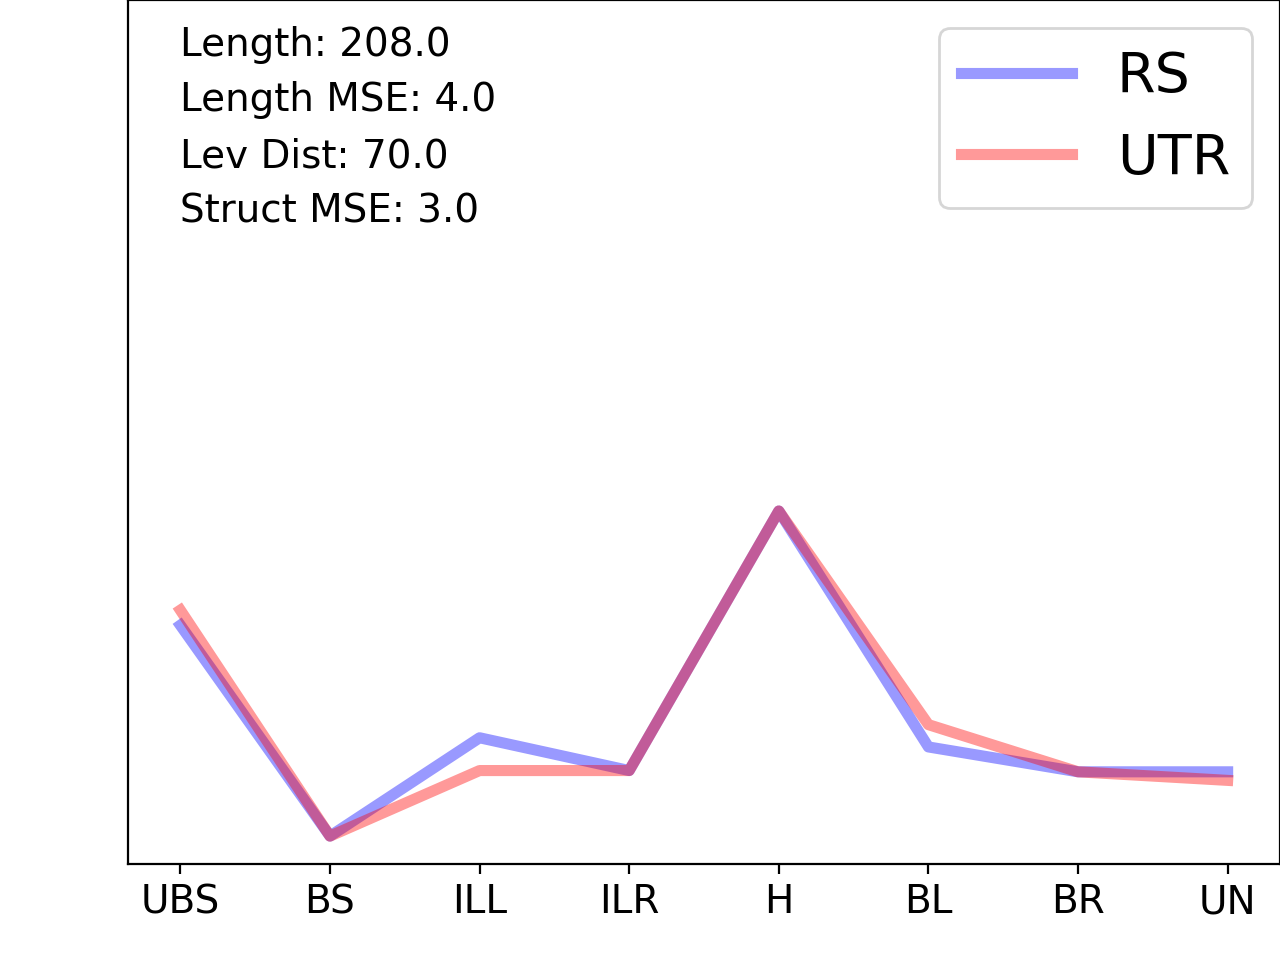 Length: 208.0
Length MSE: 4.0
Lev Dist: 70.0
Struct MSE: 3.0
RS
UTR
UBS BS ILL ILR H BL BR UN